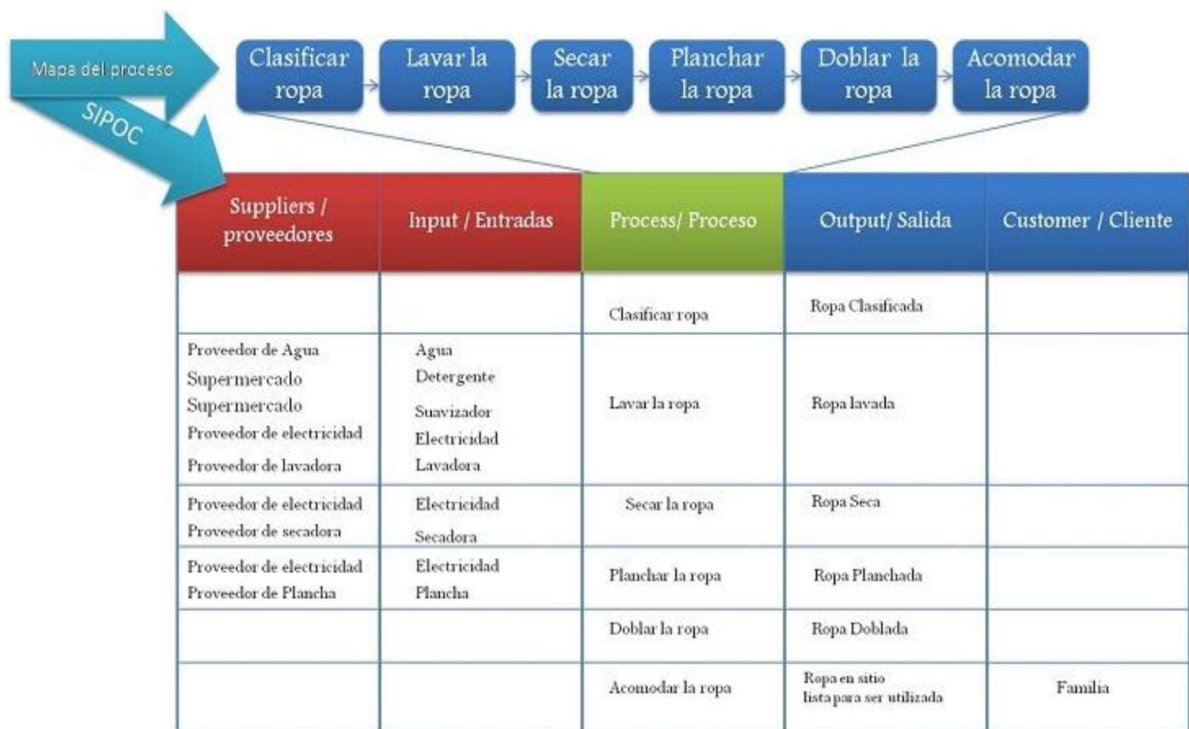 Mapa del proceso
SIPOC
Clasificar
ropa
Lavar la
ropa
Secar
la ropa
Planchar
la ropa
Doblar la
ropa
Acomodar
la ropa
Suppliers /
proveedores
Input / Entradas
Process/ Proceso
Output/ Salida
Customer / Cliente
Clasificar ropa
Ropa Clasificada
Proveedor de Agua
Supermercado
Supermercado
Proveedor de electricidad
Proveedor de lavadora
Agua
Detergente
Suavizador
Electricidad
Lavadora
Lavar la ropa
Ropa lavada
Proveedor de electricidad
Proveedor de secadora
Electricidad
Secadora
Secar la ropa
Ropa Seca
Proveedor de electricidad
Proveedor de Plancha
Electricidad
Plancha
Planchar la ropa
Ropa Planchada
Doblar la ropa
Ropa Doblada
Acomodar la ropa
Ropa en sitio
lista para ser utilizada
Familia